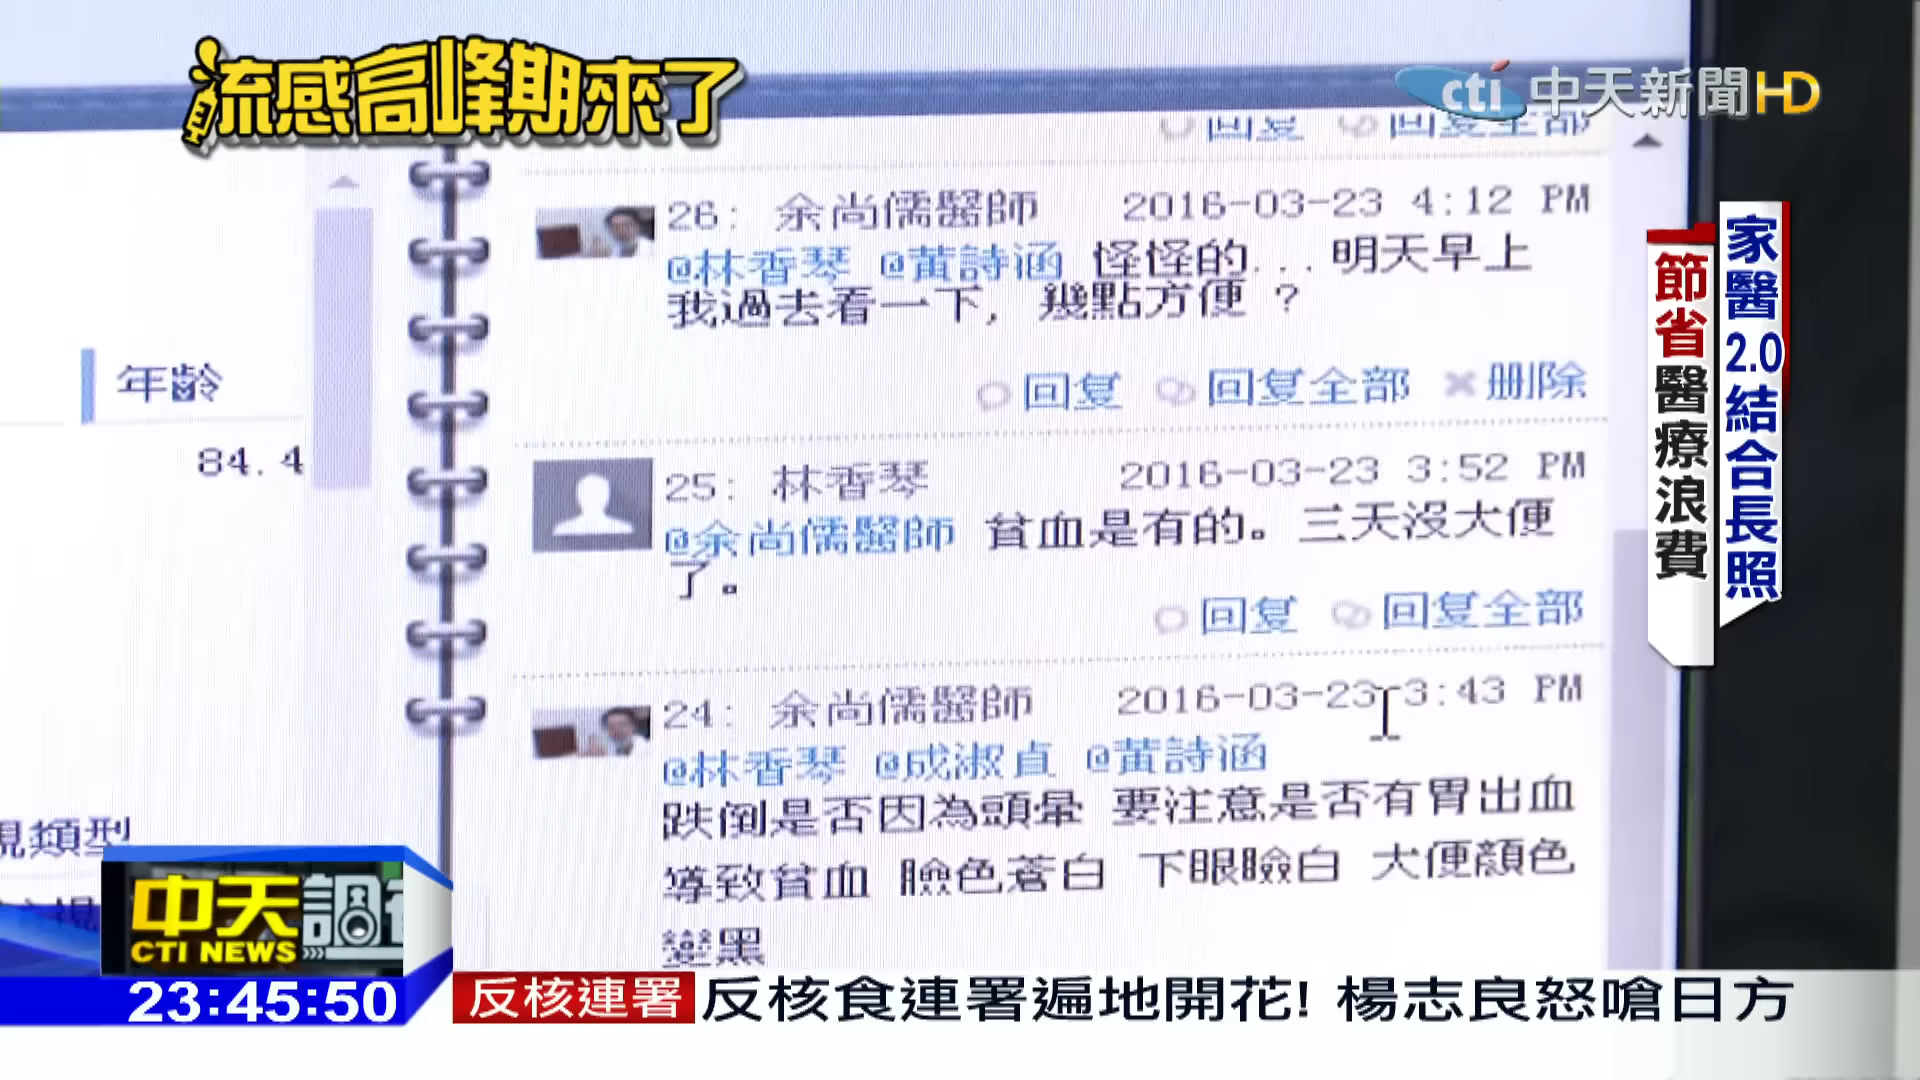 流感高峰期來了
cti 中天新聞HD
回复 回复全部
26: 余尚儒醫師 2016-03-23 4:12 PM
@林香琴 @黃詩涵 怪怪的...明天早上
我過去看一下, 幾點方便 ?
回复 回复全部 删除
年齡
84.4
25: 林香琴 2016-03-23 3:52 PM
@余尚儒醫師 貧血是有的。三天沒大便
了。
回复 回复全部
24: 余尚儒醫師 2016-03-23 3:43 PM
@林香琴 @成淑貞 @黃詩涵
跌倒是否因為頭暈 要注意是否有胃出血
導致貧血 臉色蒼白 下眼瞼白 大便顏色
變黑
類型
家醫2.0結合長照
節省醫療浪費
中天調
CTI NEWS
23:45:50
反核連署 反核食連署遍地開花! 楊志良怒嗆日方